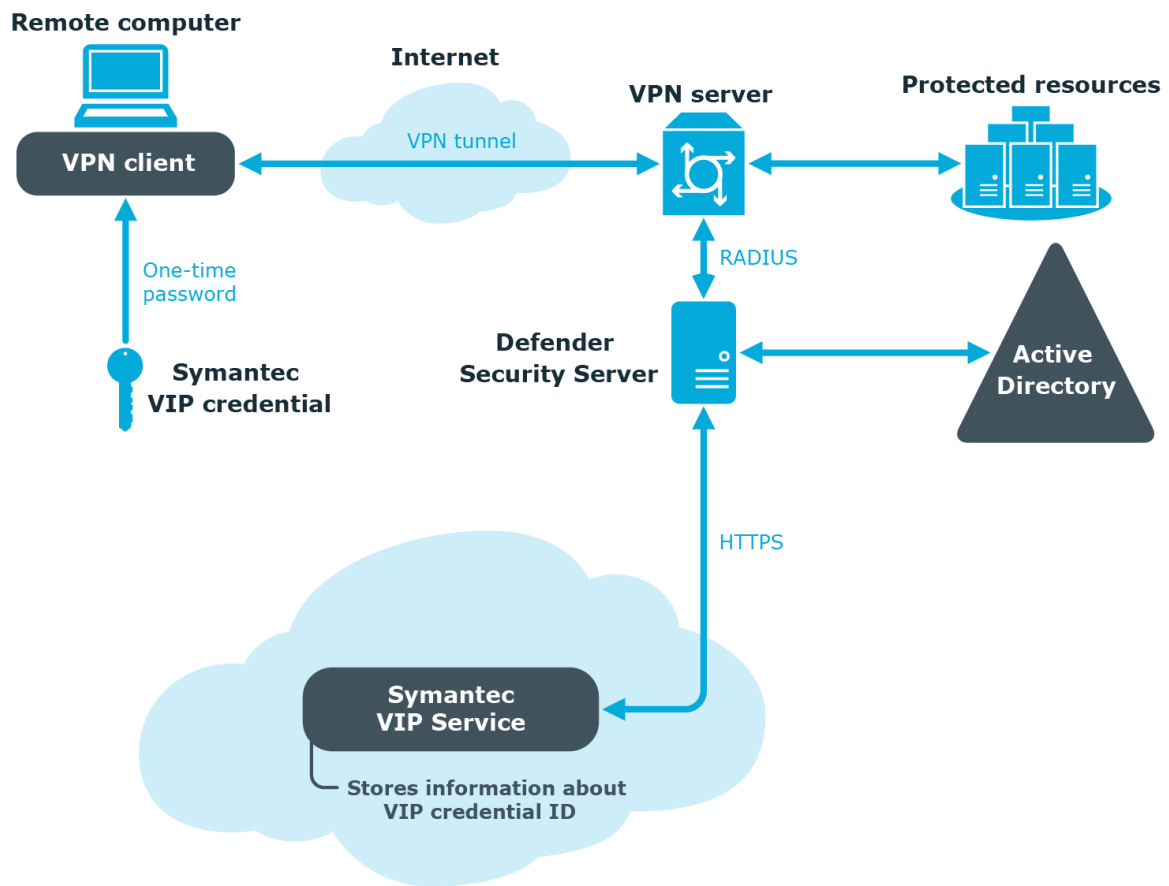 Remote computer
Internet
VPN server
Protected resources
VPN tunnel
VPN client
RADIUS
One-time
password
Defender
Security Server
Active
Directory
Symantec
VIP credential
HTTPS
Symantec
VIP Service
Stores information about
VIP credential ID